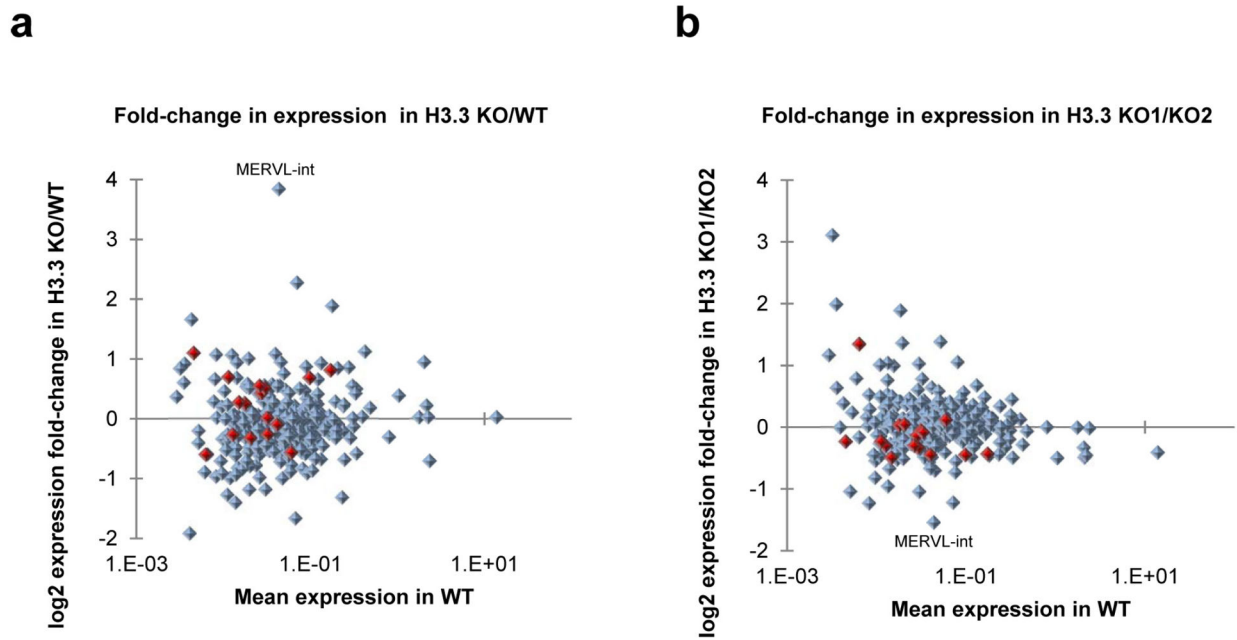 a
Fold-change in expression in H3.3 KO/WT
MERVL-int
log2 expression fold-change in H3.3 KO/WT
4
3
2
1
0
-1
-2
1.E-03
1.E-01
1.E+01
Mean expression in WT
b
Fold-change in expression in H3.3 KO1/KO2
log2 expression fold-change in H3.3 KO1/KO2
4
3
2
1
0
-1
-2
MERVL-int
1.E-03
1.E-01
1.E+01
Mean expression in WT